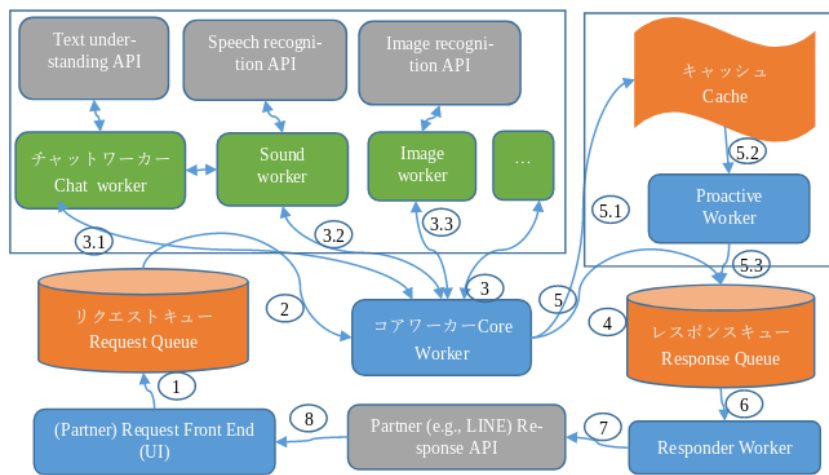 Text under-
standing API
Speech recogni-
tion API
Image recogni-
tion API
キャッシュ
Cache
チャットワーカー
Chat worker
Sound
worker
Image
worker
...
5.2
Proactive
Worker
3.1
3.2
3.3
5.1
5.3
リクエストキュー
Request Queue
2
3
コアワーカーCore
Worker
5
4
レスポンスキュー
Response Queue
1
(Partner) Request Front End
(UI)
8
Partner (e.g., LINE) Re-
sponse API
7
6
Responder Worker